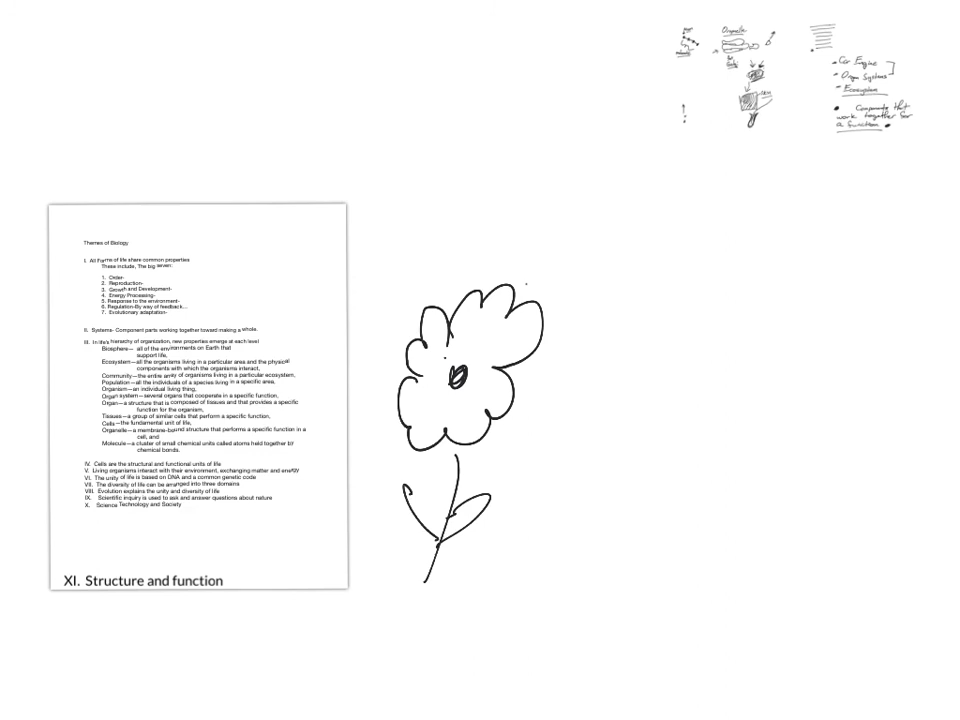 Organelle
Car Engine
Organ Systems
Ecosystem
Components that
work together for
a function
Themes of Biology
I. All Forms of life share common properties
These include, The big seven:
1. Order-
2. Reproduction-
3. Growth and Development-
4. Energy Processing-
5. Response to the environment-
6. Regulation-By way of feedback...
7. Evolutionary adaptation-
II. Systems- Component parts working together toward making a whole.
III. In life's hierarchy of organization, new properties emerge at each level
Biosphere— all of the environments on Earth that
support life,
Ecosystem—all the organisms living in a particular area and the physical
components with which the organisms interact,
Community—the entire array of organisms living in a particular ecosystem,
Population—all the individuals of a species living in a specific area,
Organism—an individual living thing,
Organ system—several organs that cooperate in a specific function,
Organ—a structure that is composed of tissues and that provides a specific
function for the organism,
Tissues—a group of similar cells that perform a specific function,
Cells—the fundamental unit of life,
Organelle—a membrane-bound structure that performs a specific function in a
cell, and
Molecule—a cluster of small chemical units called atoms held together by
chemical bonds.
IV. Cells are the structural and functional units of life
V. Living organisms interact with their environment, exchanging matter and energy
VI. The unity of life is based on DNA and a common genetic code
VII. The diversity of life can be arranged into three domains
VIII. Evolution explains the unity and diversity of life
IX. Scientific inquiry is used to ask and answer questions about nature
X. Science Technology and Society
XI. Structure and function